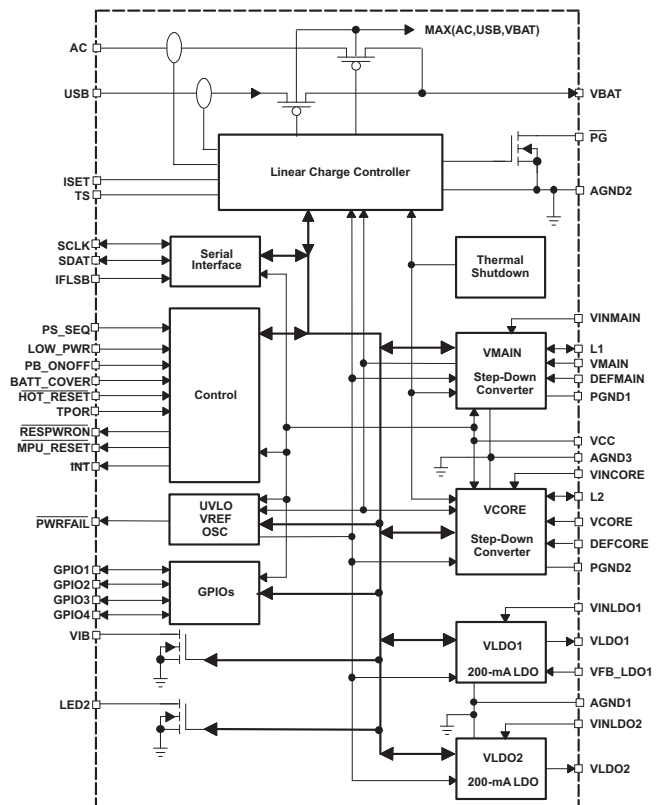 AC
MAX(AC,USB,VBAT)
USB
VBAT
PG
Linear Charge Controller
ISET
TS
AGND2
SCLK
SDAT
IFLSB
Serial
Interface
Thermal
Shutdown
PS_SEQ
LOW_PWR
PB_ONOFF
BATT_COVER
HOT_RESET
TPOR
RESPWRON
MPU_RESET
INT
Control
VINMAIN
L1
VMAIN
DEFMAIN
PGND1
VMAIN
Step-Down
Converter
VCC
AGND3
VINCORE
L2
VCORE
DEFCORE
PGND2
VCORE
Step-Down
Converter
PWRFAIL
UVLO
VREF
OSC
GPIO1
GPIO2
GPIO3
GPIO4
GPIOs
VIB
VINLDO1
VLDO1
200-mA LDO
VLDO1
VFB_LDO1
LED2
AGND1
VINLDO2
VLDO2
200-mA LDO
VLDO2